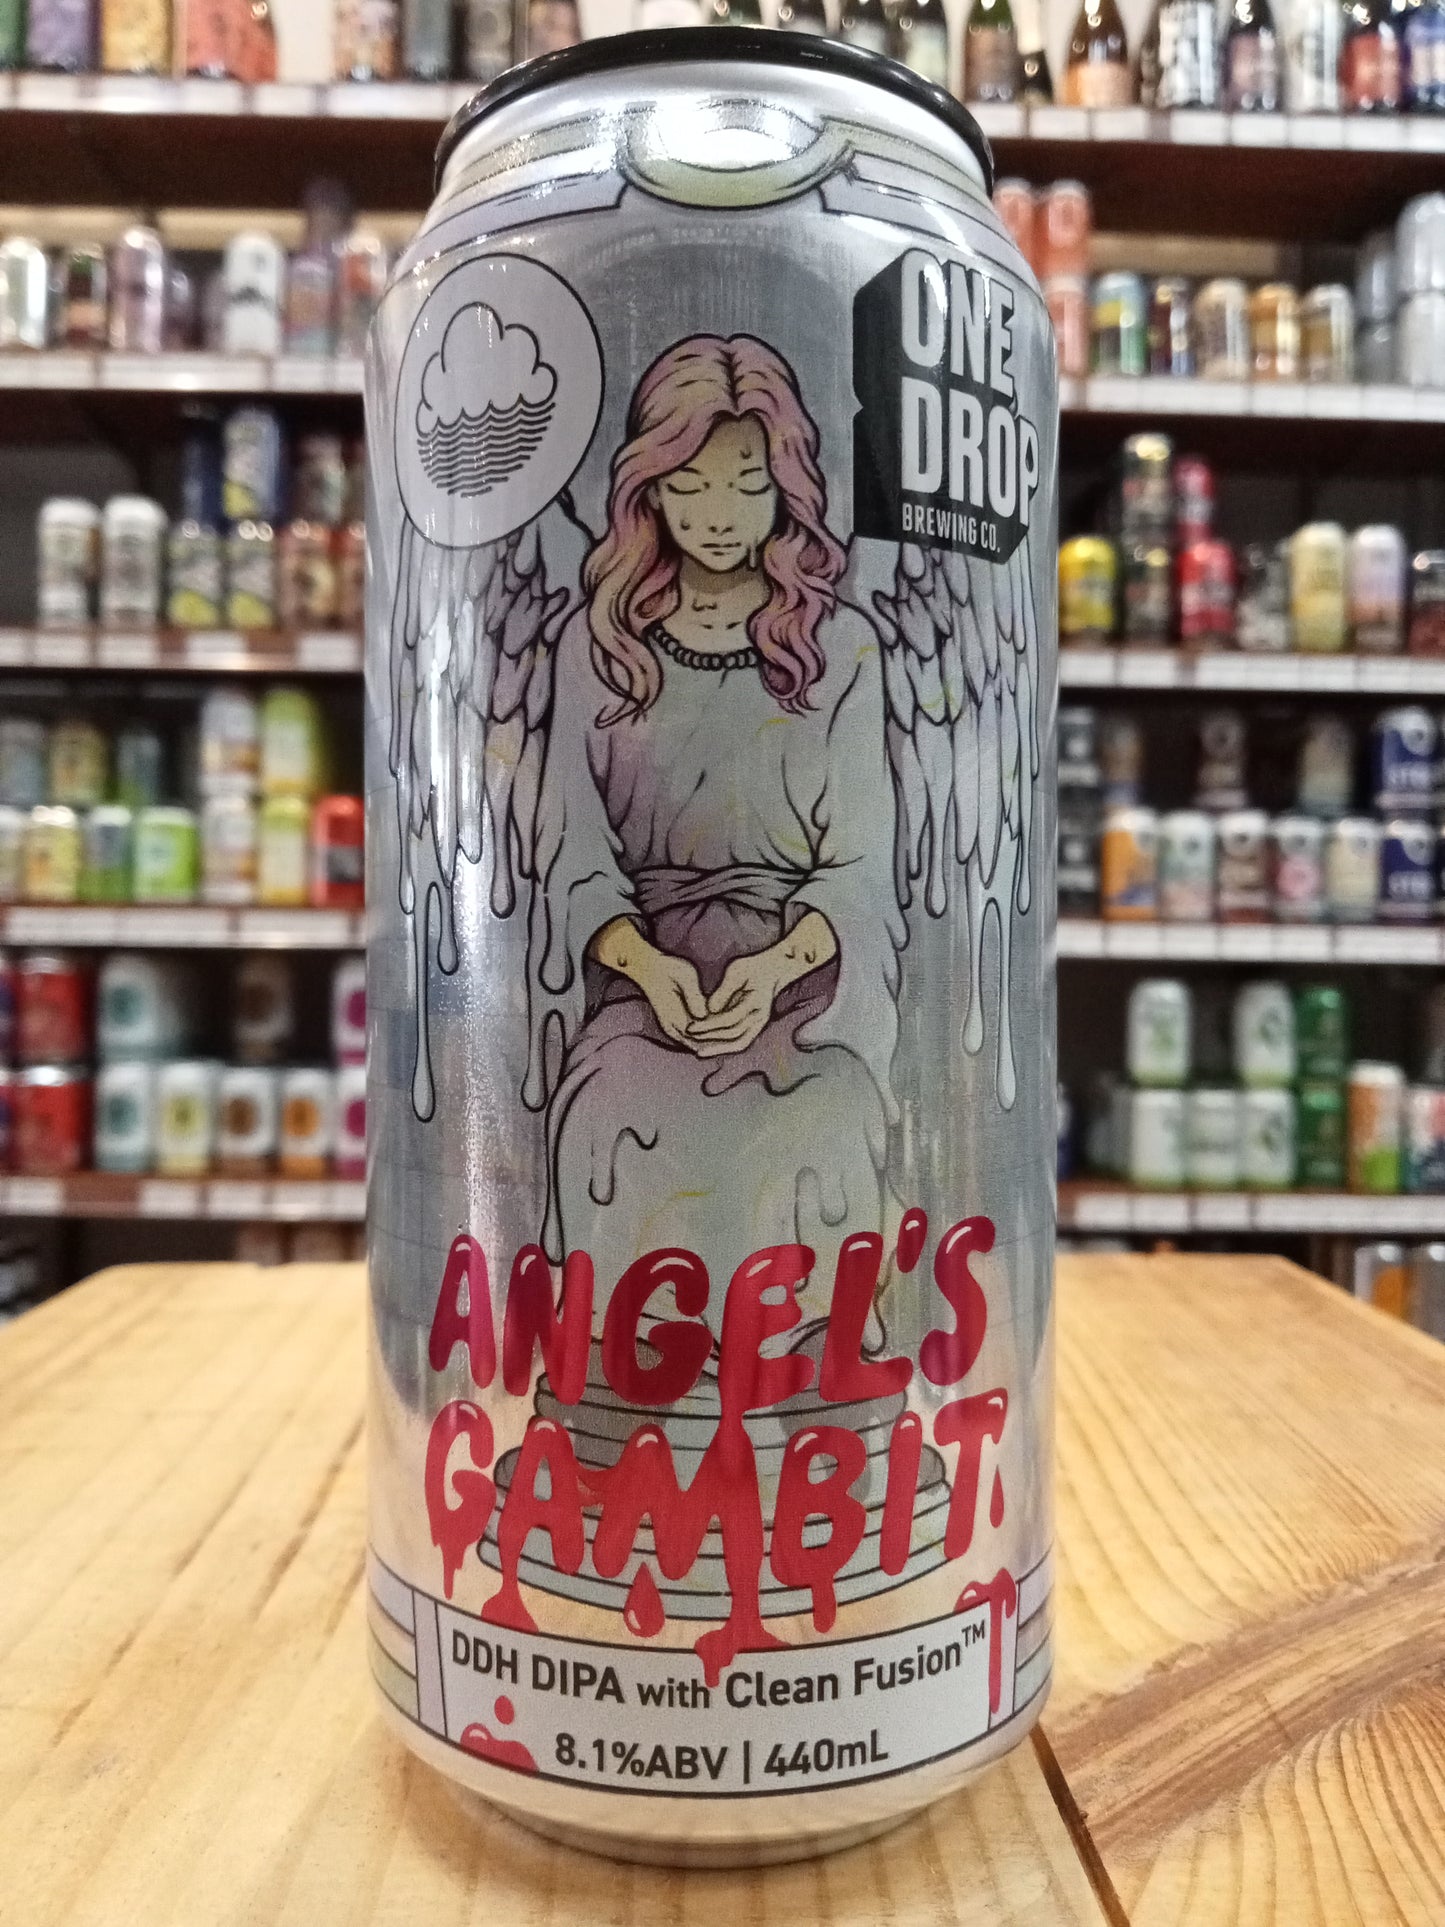 ONE
DROP
BREWING CO.
ANGEL'S
GAMBIT
DDH DIPA with Clean Fusion™
8.1%ABV | 440mL